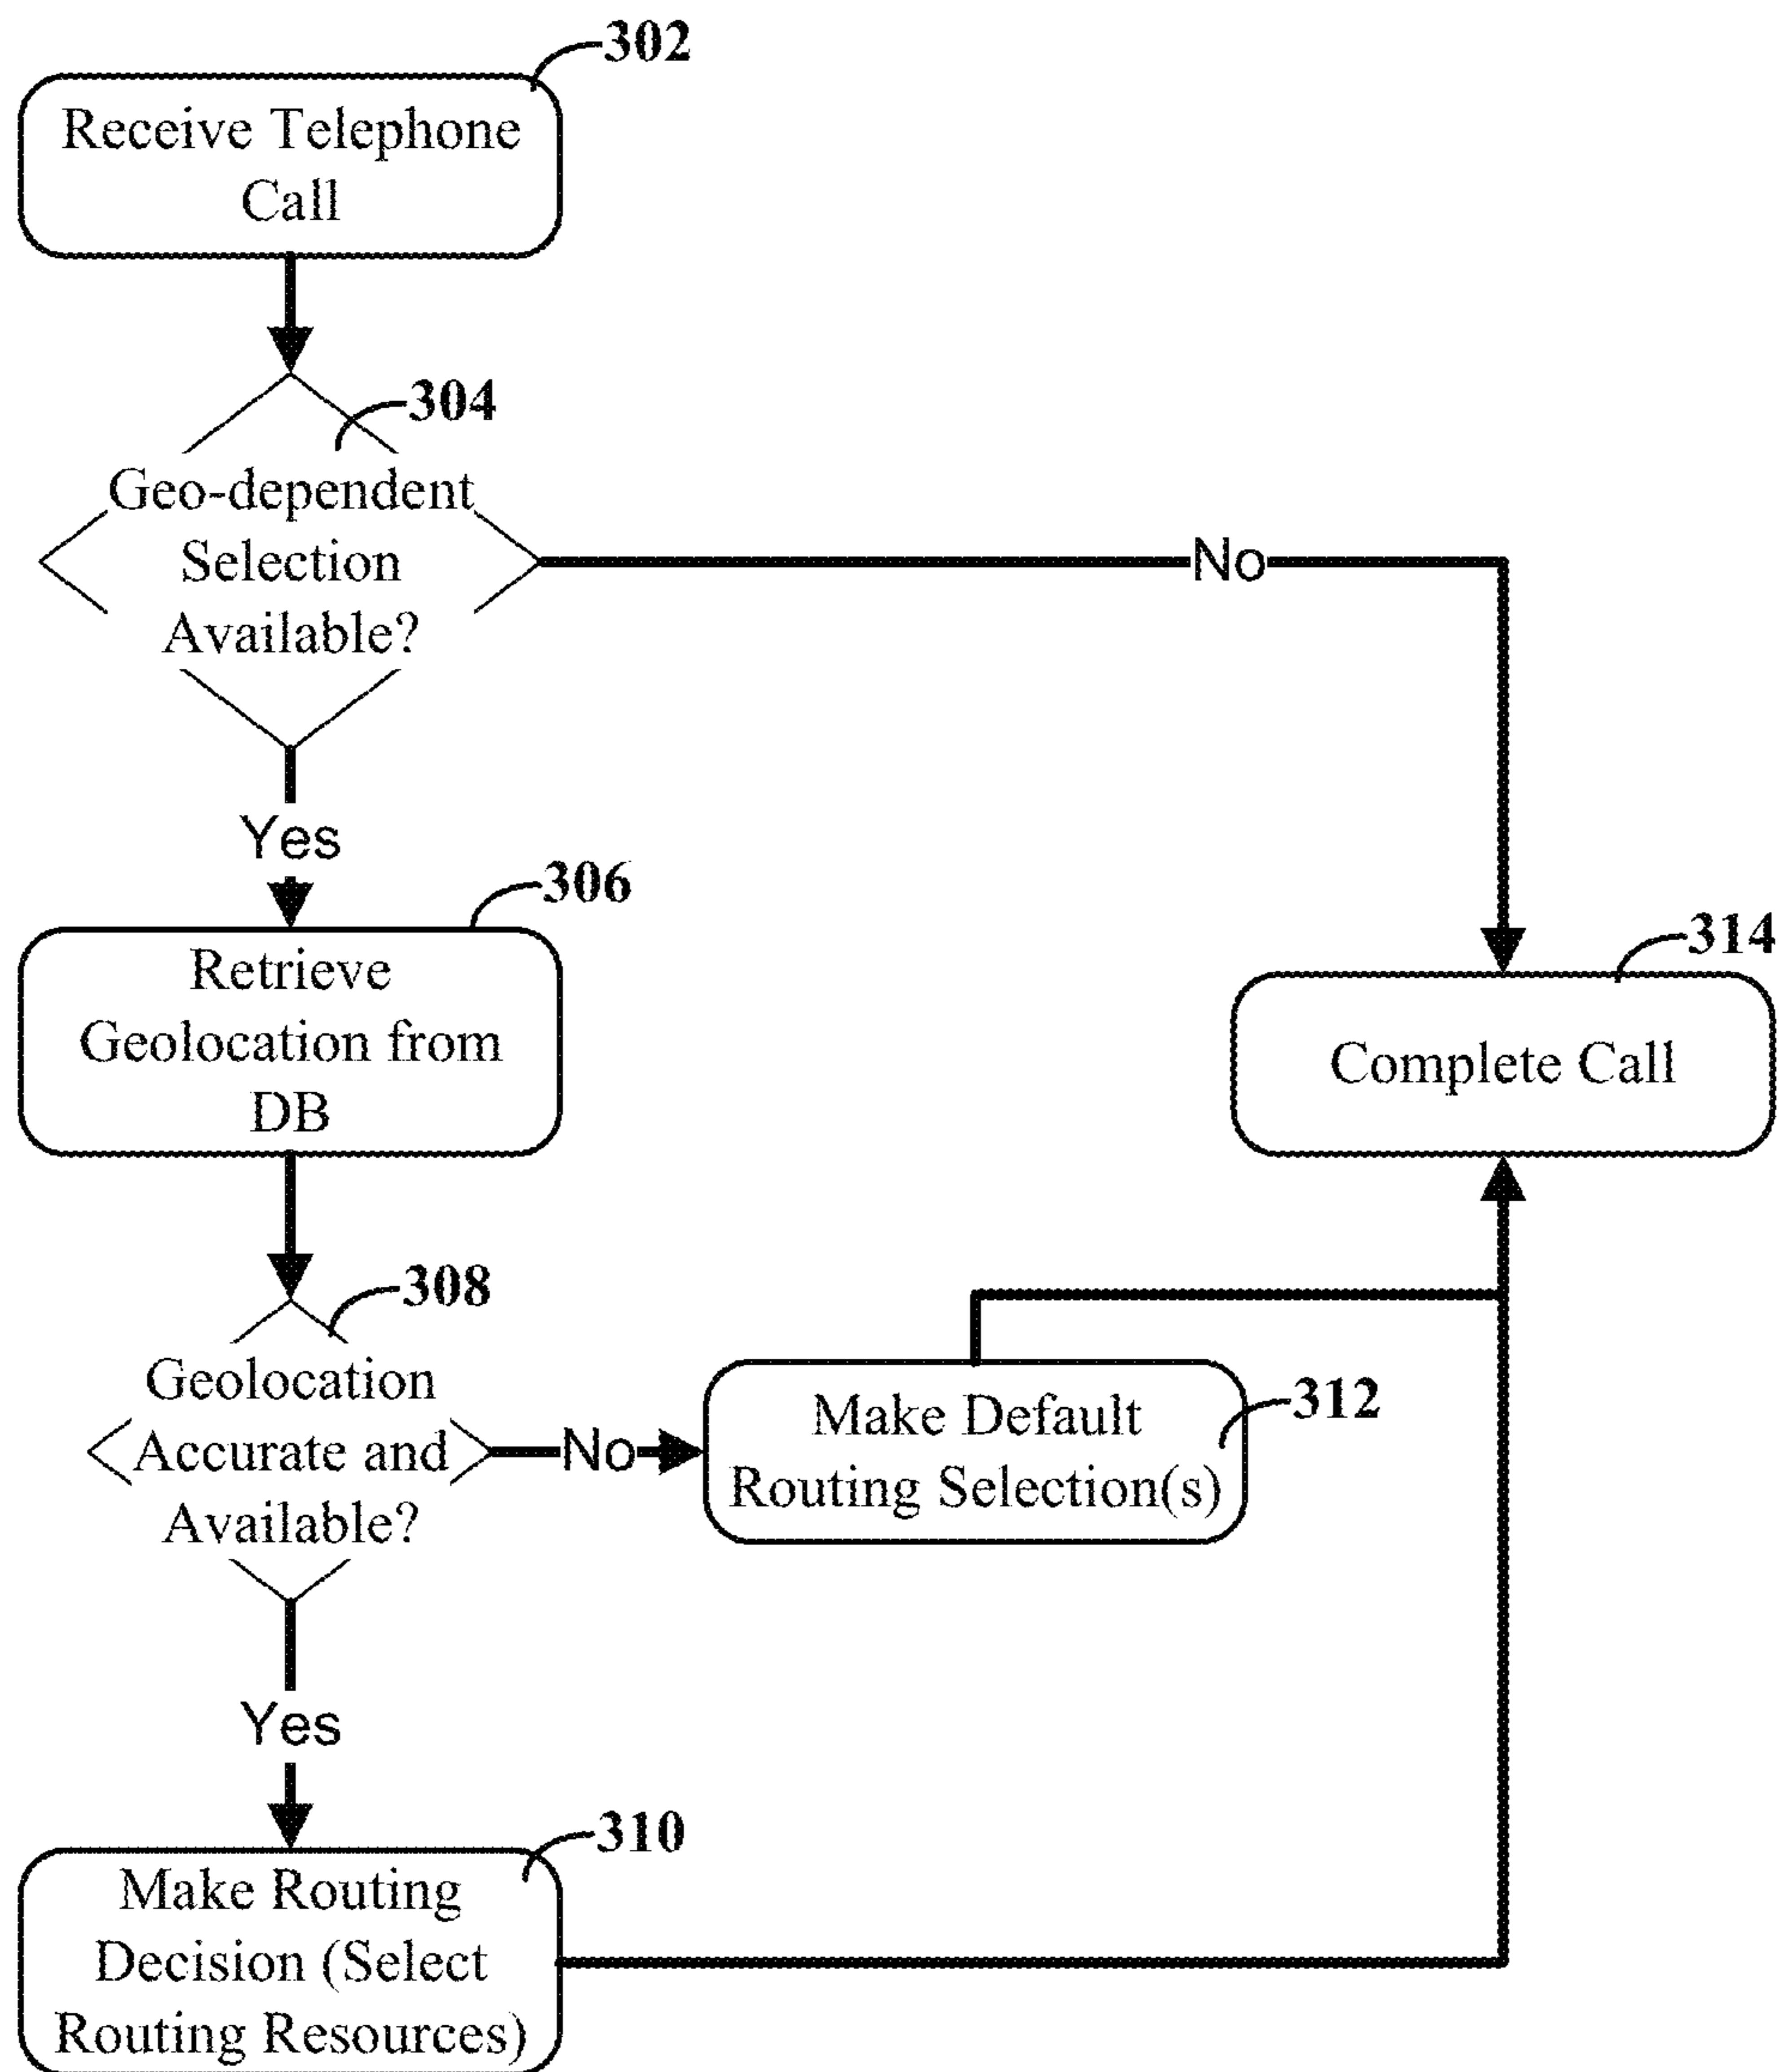 302
Receive Telephone
Call
304
Geo-dependent
Selection
Available?
No
Yes
306
Retrieve
Geolocation from
DB
314
Complete Call
308
Geolocation
Accurate and
Available?
No
312
Make Default
Routing Selection(s)
Yes
310
Make Routing
Decision (Select
Routing Resources)